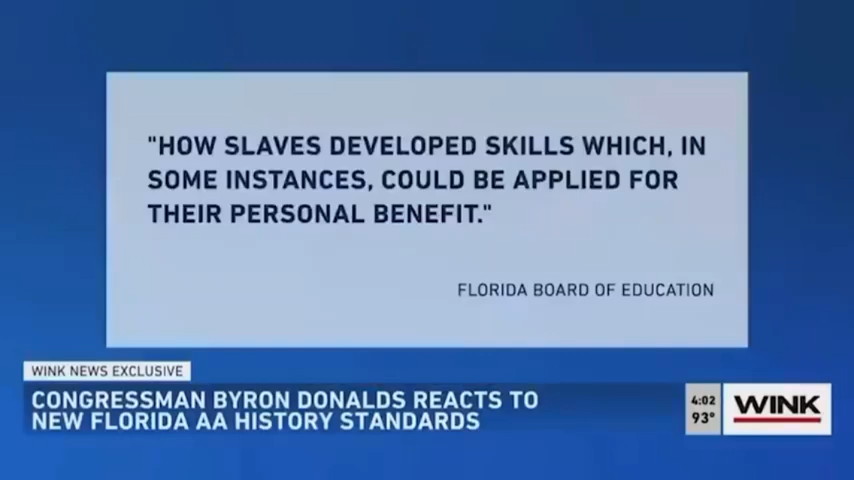 "HOW SLAVES DEVELOPED SKILLS WHICH, IN
SOME INSTANCES, COULD BE APPLIED FOR
THEIR PERSONAL BENEFIT."
FLORIDA BOARD OF EDUCATION
WINK NEWS EXCLUSIVE
CONGRESSMAN BYRON DONALDS REACTS TO
NEW FLORIDA AA HISTORY STANDARDS
4:02
93°
WINK